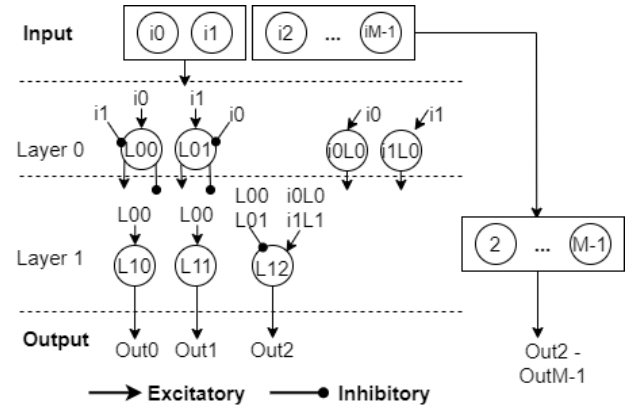 Input
i0 i1 i2 ... iM-1
i0 i1
i1 i0 i0 i1
Layer 0
L00 L01 i0L0 i1L0
L00 i0L0
L00 L00 L01 i1L1
Layer 1
L10 L11 L12
2 ... M-1
Output
Out0 Out1 Out2
Out2 -
OutM-1
Excitatory Inhibitory